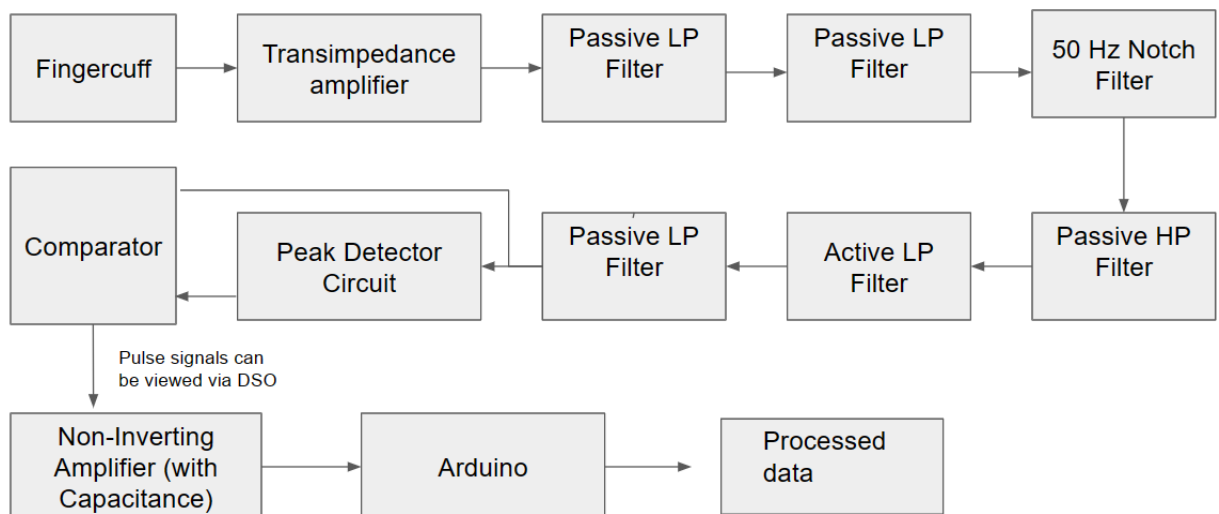 Fingercuff
Transimpedance
amplifier
Passive LP
Filter
Passive LP
Filter
50 Hz Notch
Filter
Comparator
Peak Detector
Circuit
Passive LP
Filter
Active LP
Filter
Passive HP
Filter
Pulse signals can
be viewed via DSO
Non-Inverting
Amplifier (with
Capacitance)
Arduino
Processed
data